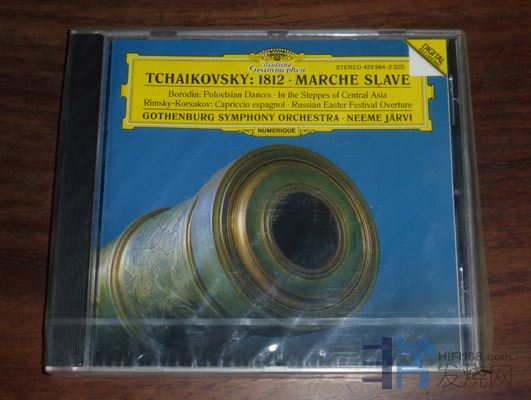 Deutsche
Grammophon
STEREO 429 984-2
DIGITAL
TCHAIKOVSKY: 1812 · MARCHE SLAVE
Borodin: Polovtsian Dances · In the Steppes of Central Asia
Rimsky-Korsakov: Capriccio espagnol · Russian Easter Festival Overture
GOTHENBURG SYMPHONY ORCHESTRA · NEEME JÄRVI
NUMERIQUE
HIFI168.com
发烧网